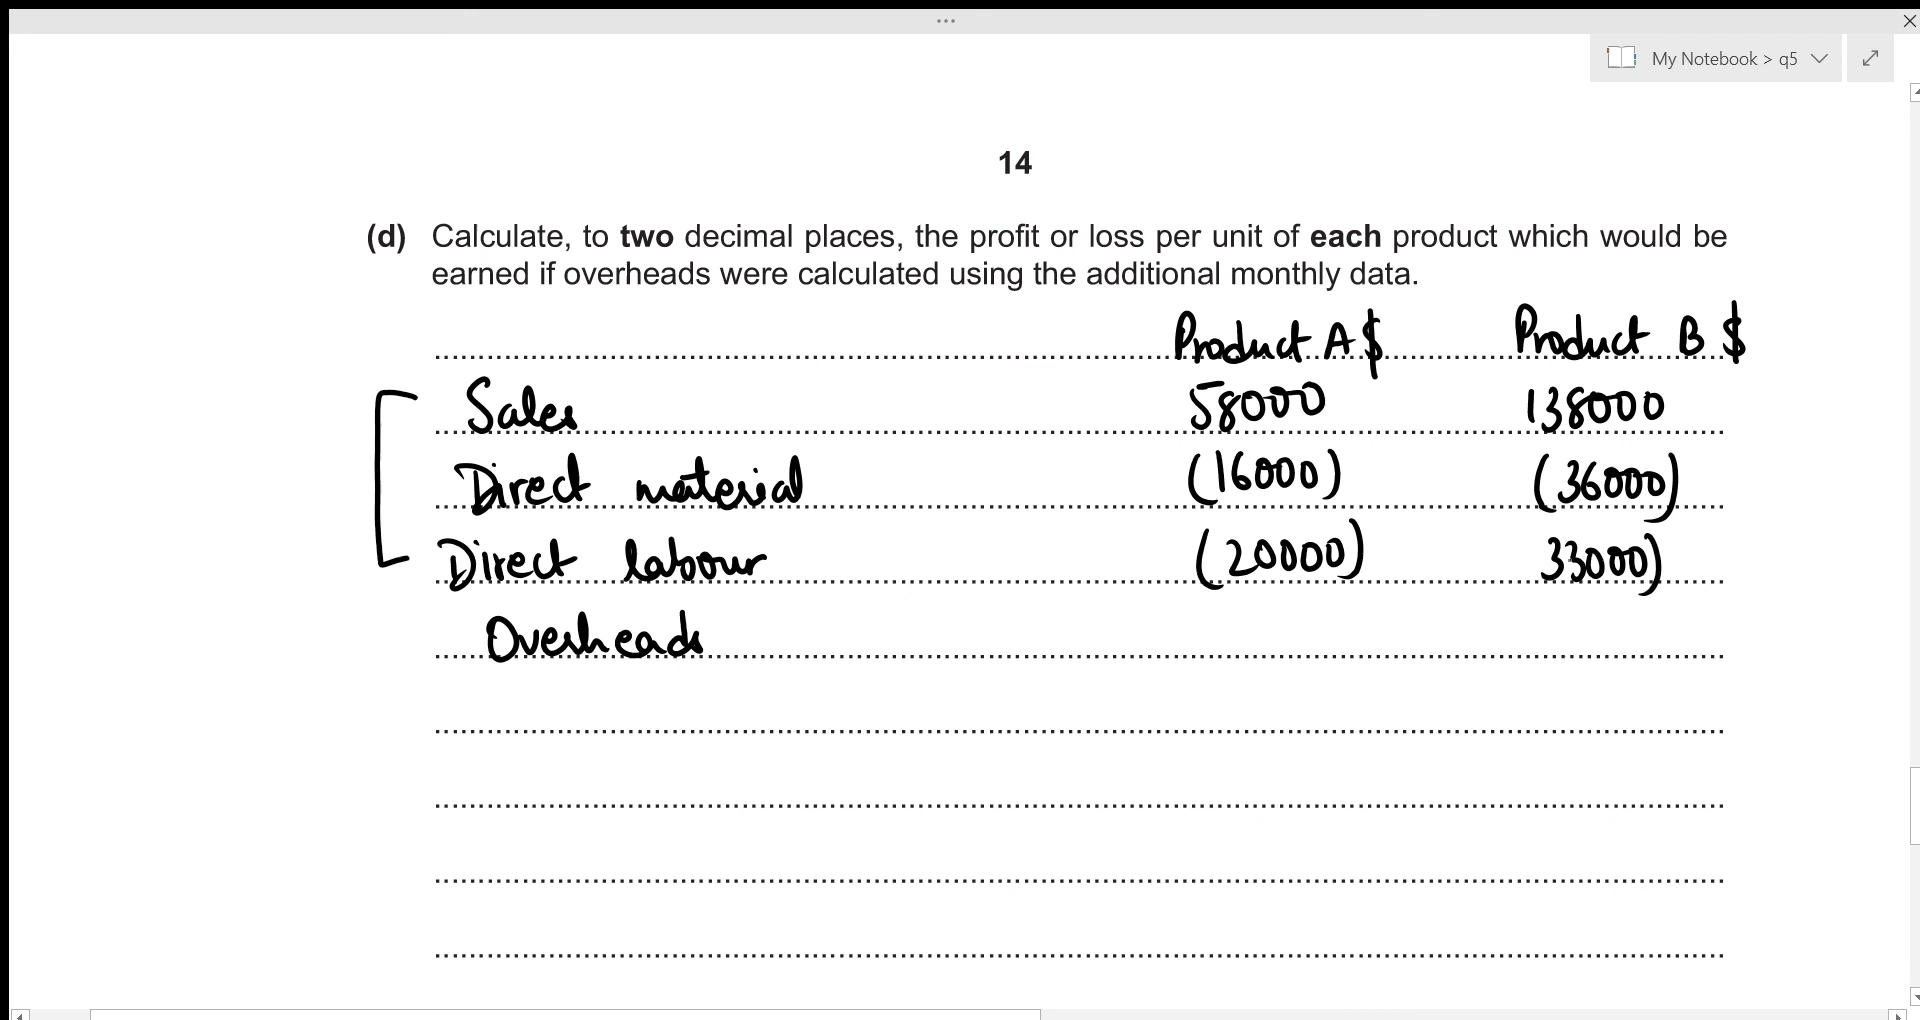 ...
My Notebook > q5
14
(d) Calculate, to two decimal places, the profit or loss per unit of each product which would be
earned if overheads were calculated using the additional monthly data.
Product A $ Product B $
Sales 58000 138000
Direct material (16000) (36000)
Direct labour (20000) 33000)
Overheads